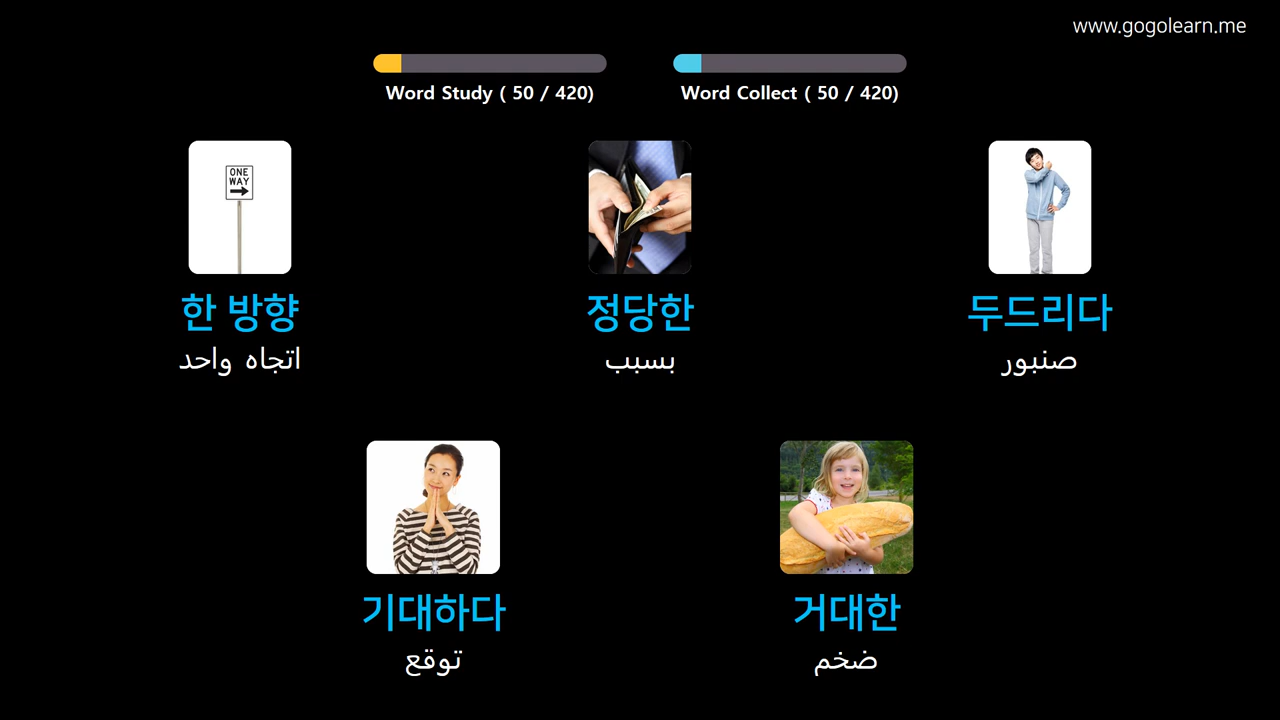 www.gogolearn.me
Word Study ( 50 / 420)
Word Collect ( 50 / 420)
ONE
WAY
한 방향
اتجاه واحد
정당한
بسبب
두드리다
صنبور
기대하다
توقع
거대한
ضخم